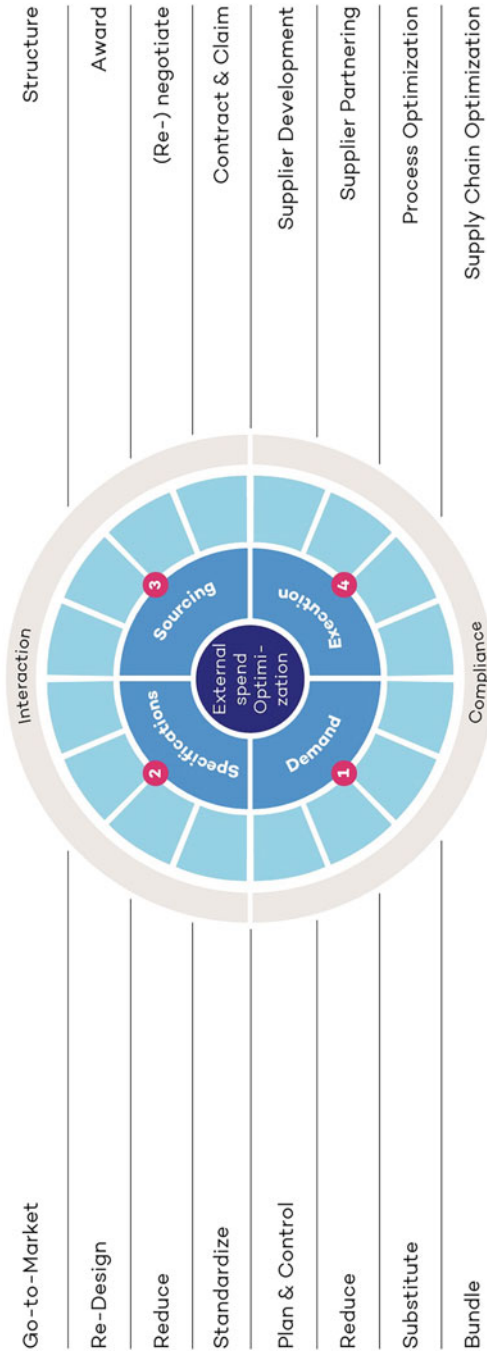 Go-to-Market
Re-Design
Reduce
Standardize
Plan & Control
Reduce
Substitute
Bundle
Interaction
2
Specifications
3
Sourcing
External
spend
Optimi-
zation
1
Demand
4
Execution
Compliance
Structure
Award
(Re-) negotiate
Contract & Claim
Supplier Development
Supplier Partnering
Process Optimization
Supply Chain Optimization